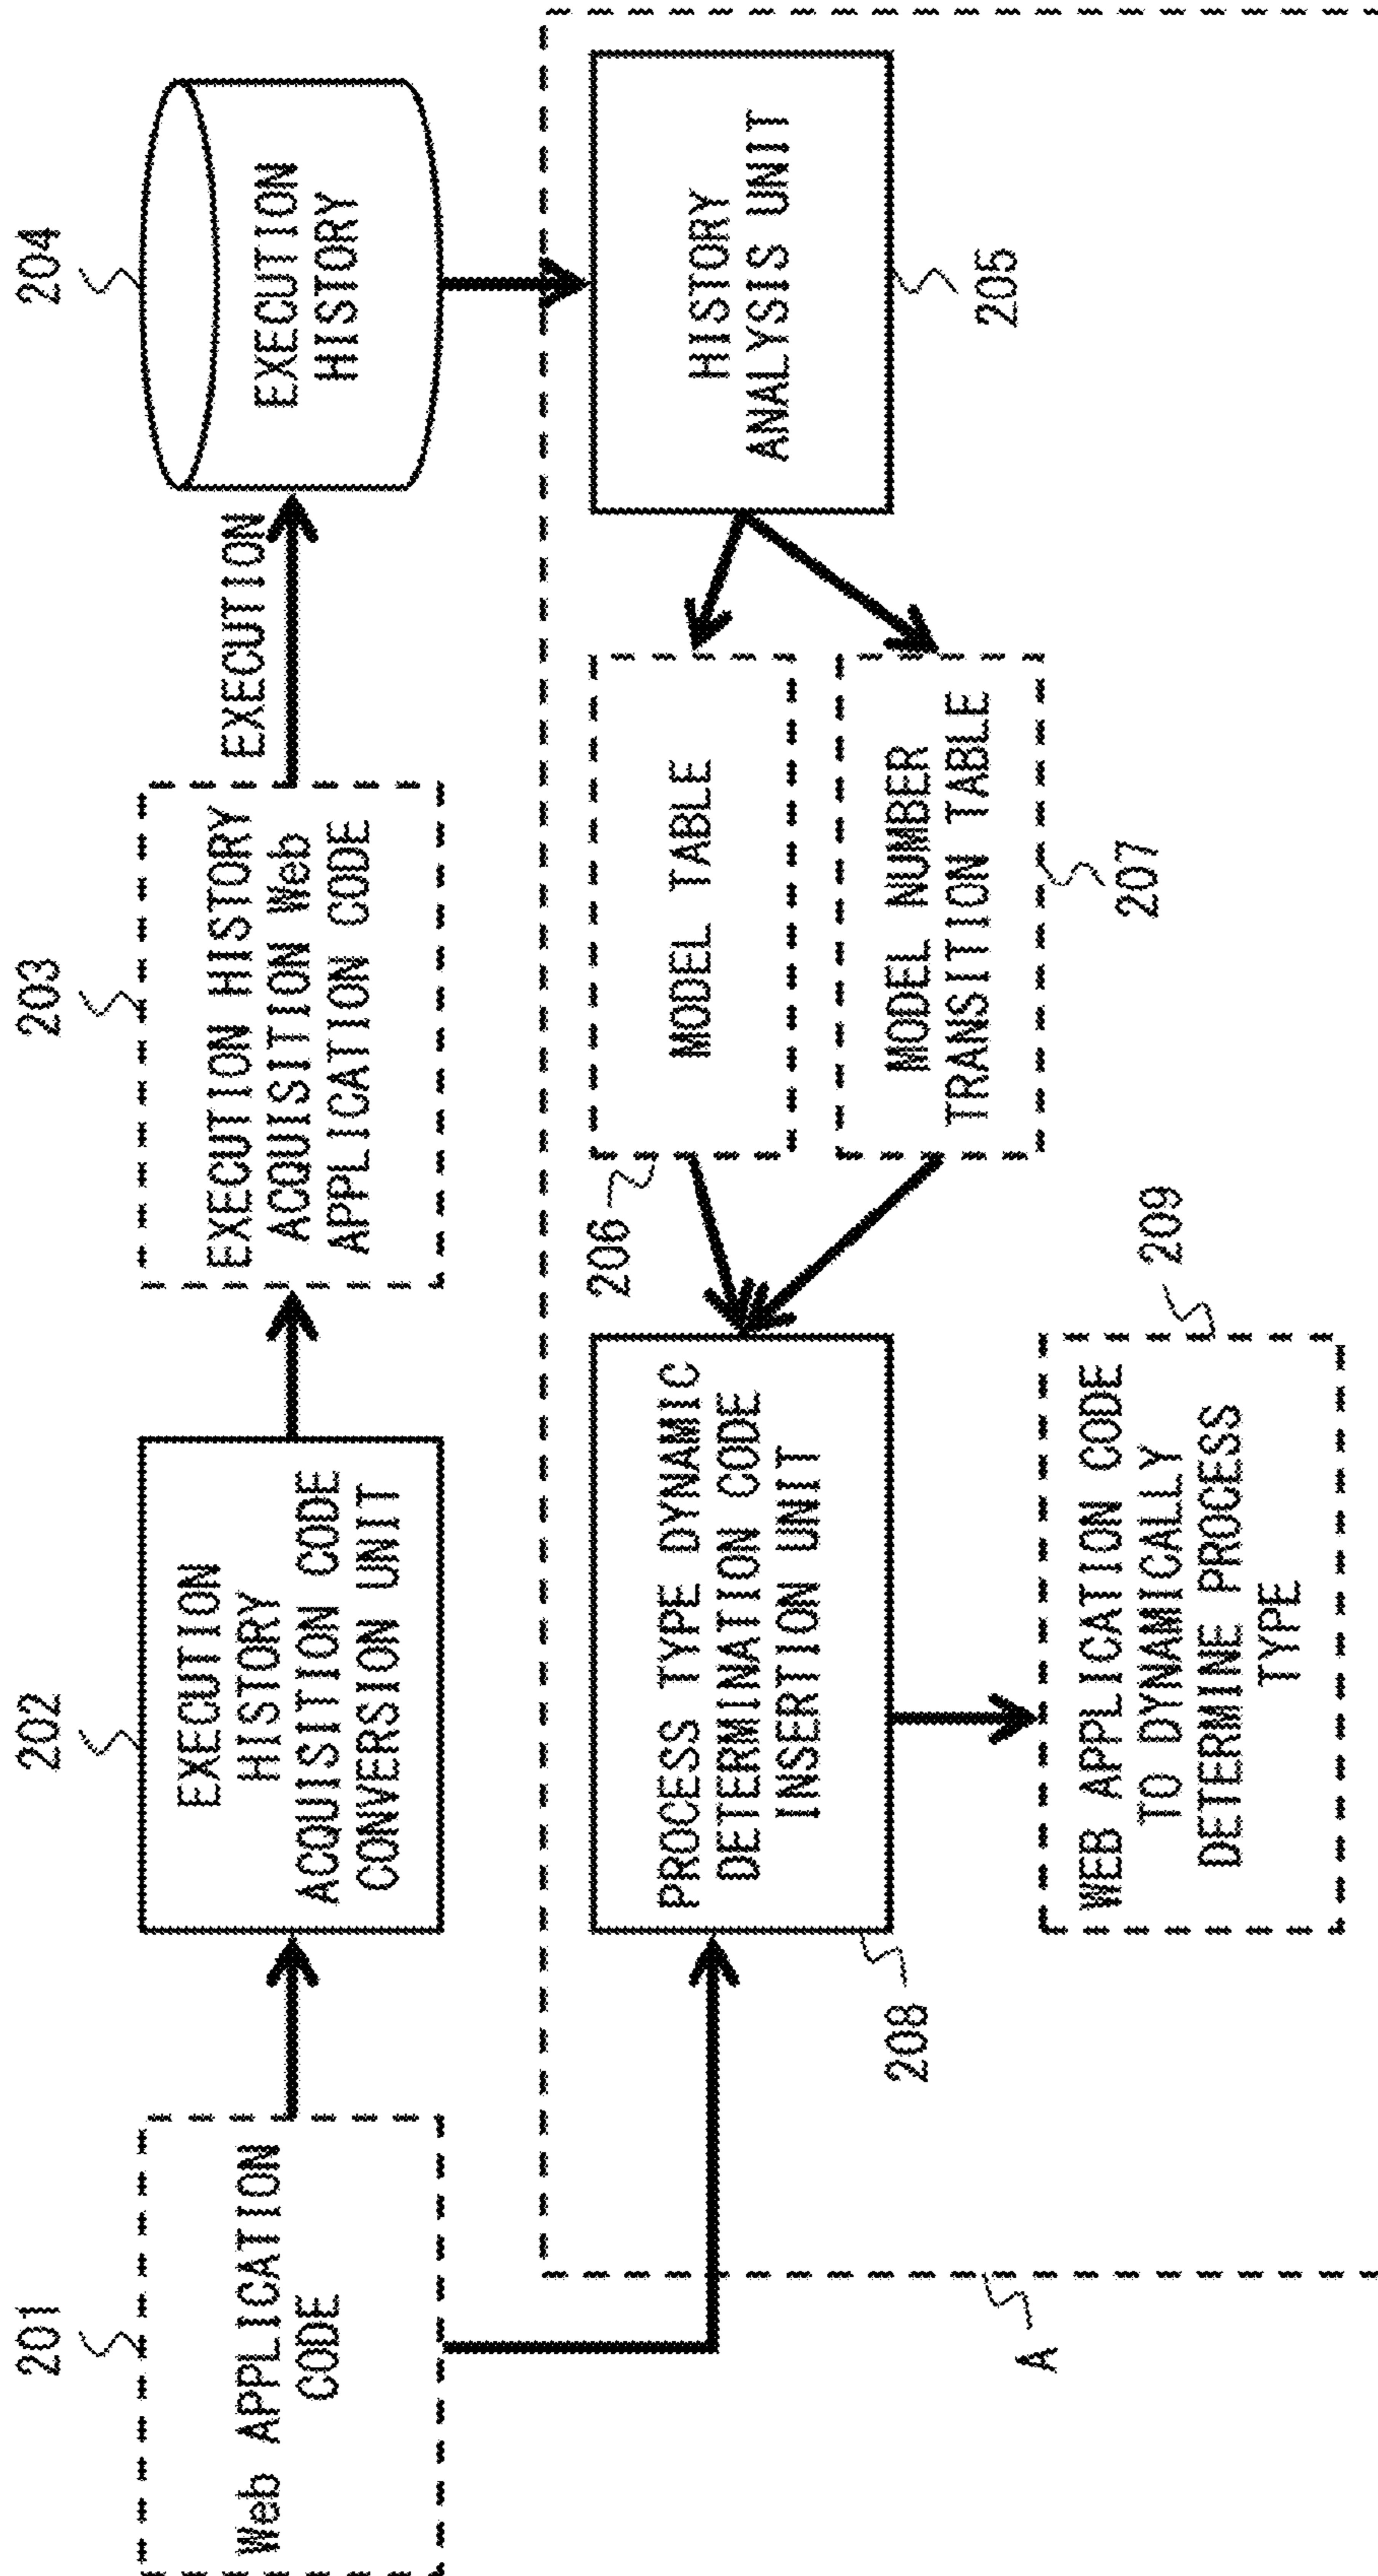 201
Web APPLICATION
CODE
202
EXECUTION
HISTORY
ACQUISITION CODE
CONVERSION UNIT
203
EXECUTION HISTORY
ACQUISITION Web
APPLICATION CODE
EXECUTION
204
EXECUTION
HISTORY
HISTORY
ANALYSIS UNIT
205
206
MODEL TABLE
MODEL NUMBER
TRANSITION TABLE
207
PROCESS TYPE DYNAMIC
DETERMINATION CODE
INSERTION UNIT
208
209
WEB APPLICATION CODE
TO DYNAMICALLY
DETERMINE PROCESS
TYPE
A